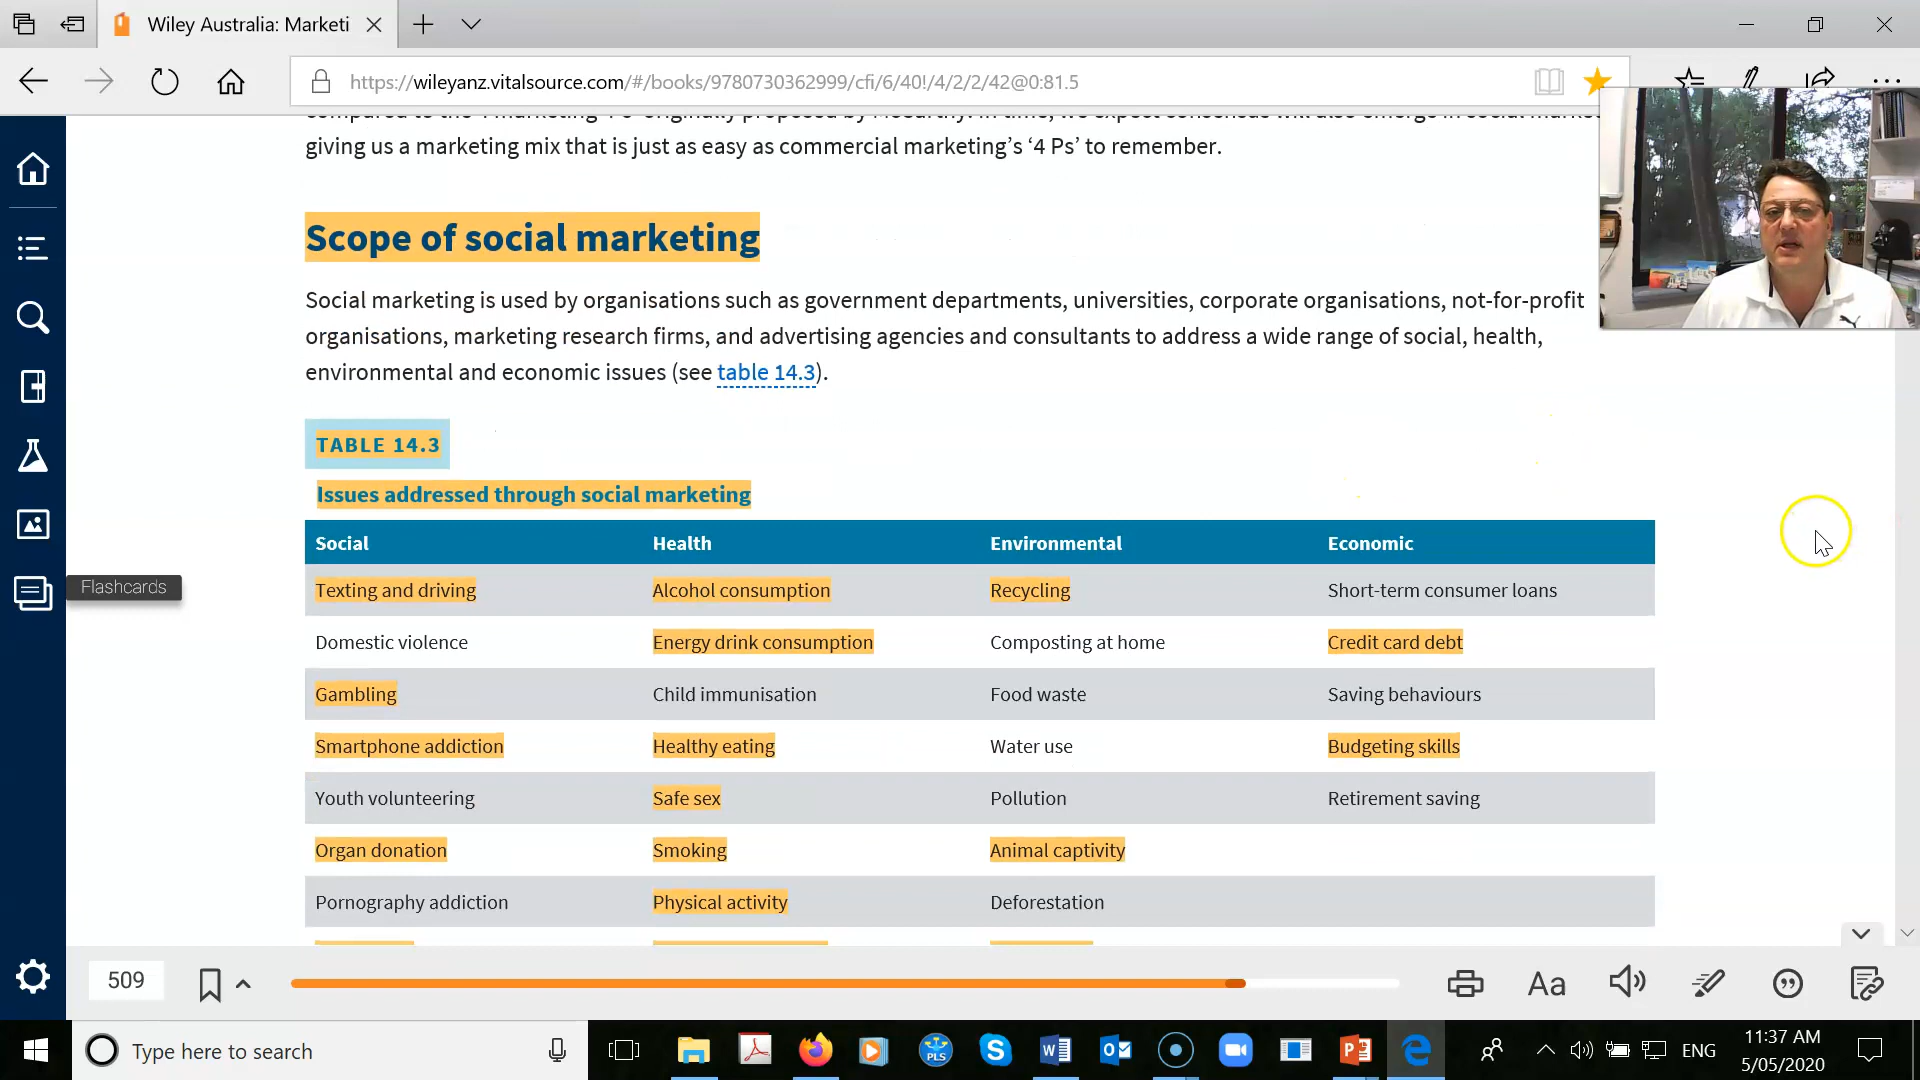 Wiley Australia: Marketi
https://wileyanz.vitalsource.com/#/books/9780730362999/cfi/6/40!/4/2/2/42@0:81.5
giving us a marketing mix that is just as easy as commercial marketing's '4 Ps' to remember.
Scope of social marketing
Social marketing is used by organisations such as government departments, universities, corporate organisations, not-for-profit
organisations, marketing research firms, and advertising agencies and consultants to address a wide range of social, health,
environmental and economic issues (see table 14.3).
TABLE 14.3
Issues addressed through social marketing
Social Health Environmental Economic
Texting and driving Alcohol consumption Recycling Short-term consumer loans
Flashcards
Domestic violence Energy drink consumption Composting at home Credit card debt
Gambling Child immunisation Food waste Saving behaviours
Smartphone addiction Healthy eating Water use Budgeting skills
Youth volunteering Safe sex Pollution Retirement saving
Organ donation Smoking Animal captivity
Pornography addiction Physical activity Deforestation
509
Aa
Type here to search
PLS
ENG
11:37 AM
5/05/2020